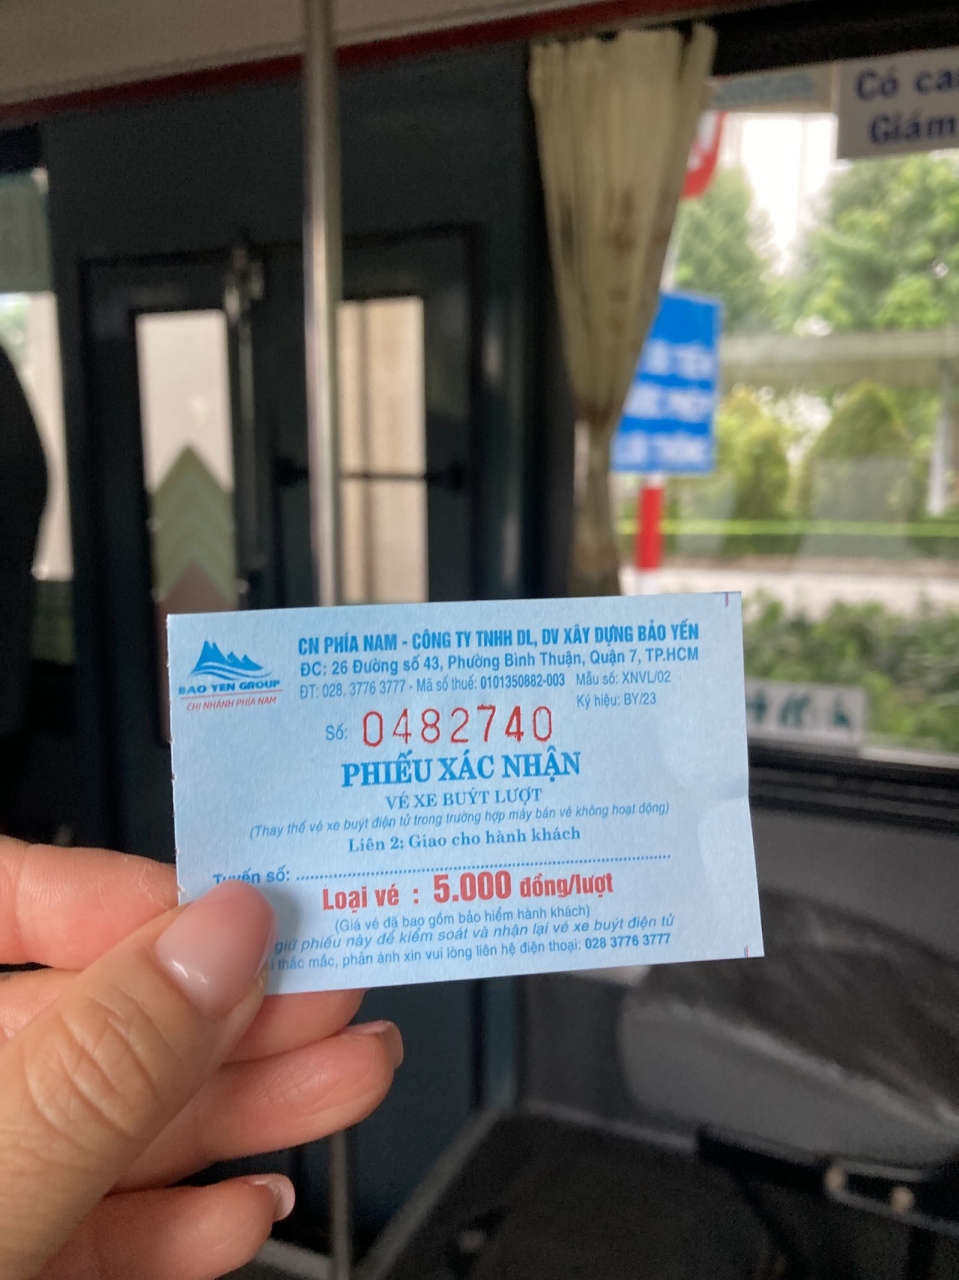 Có
Giám
CN PHÍA NAM - CÔNG TY TNHH DL, DV XÂY DỰNG BẢO YẾN
ĐC: 26 Đường số 43, Phường Bình Thuận, Quận 7, TP.HCM
ĐT: 028. 3776 3777 - Mã số thuế: 0101350882-003 Mẫu số: XNVL/02
Ký hiệu: BY/23
BAO YEN GROUP
CHI NHÁNH PHÍA NAM
Số: 0482740
PHIẾU XÁC NHẬN
VÉ XE BUÝT LƯỢT
(Thay thế vé xe buýt điện tử trong trường hợp máy bán vé không hoạt động)
Liên 2: Giao cho hành khách
Tuyến số:
Loại vé : 5.000 đồng/lượt
(Giá vé đã bao gồm bảo hiểm hành khách)
giữ phiếu này để kiểm soát và nhận lại vé xe buýt điện tử
thắc mắc, phản ánh xin vui lòng liên hệ điện thoại: 028 3776 3777